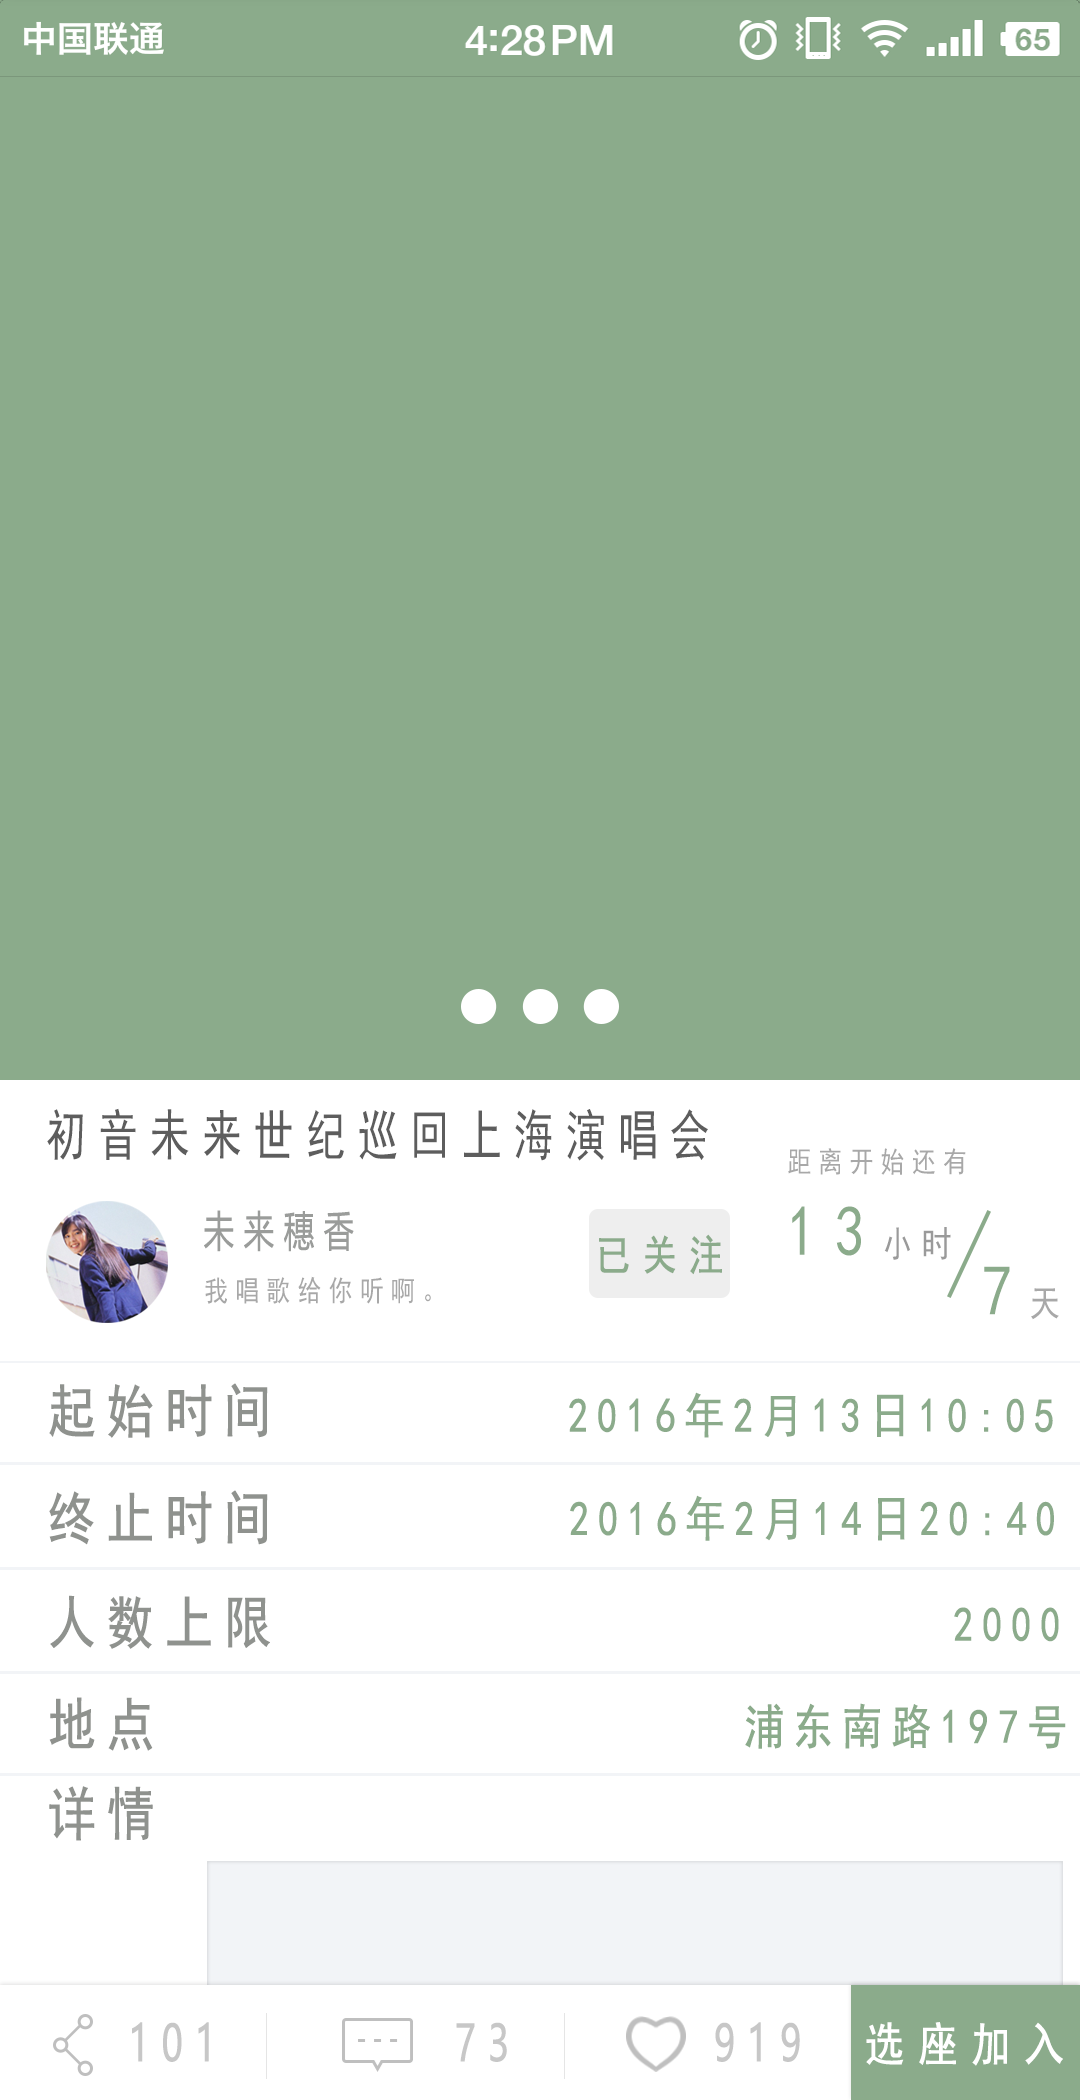 中国联通 4:28PM 65
初音未来世纪巡回上海演唱会
距离开始还有
未来穗香
我唱歌给你听啊。
已关注
13小时/7天
起始时间 2016年2月13日10:05
终止时间 2016年2月14日20:40
人数上限 2000
地点 浦东南路197号
详情
101 73 919 选座加入